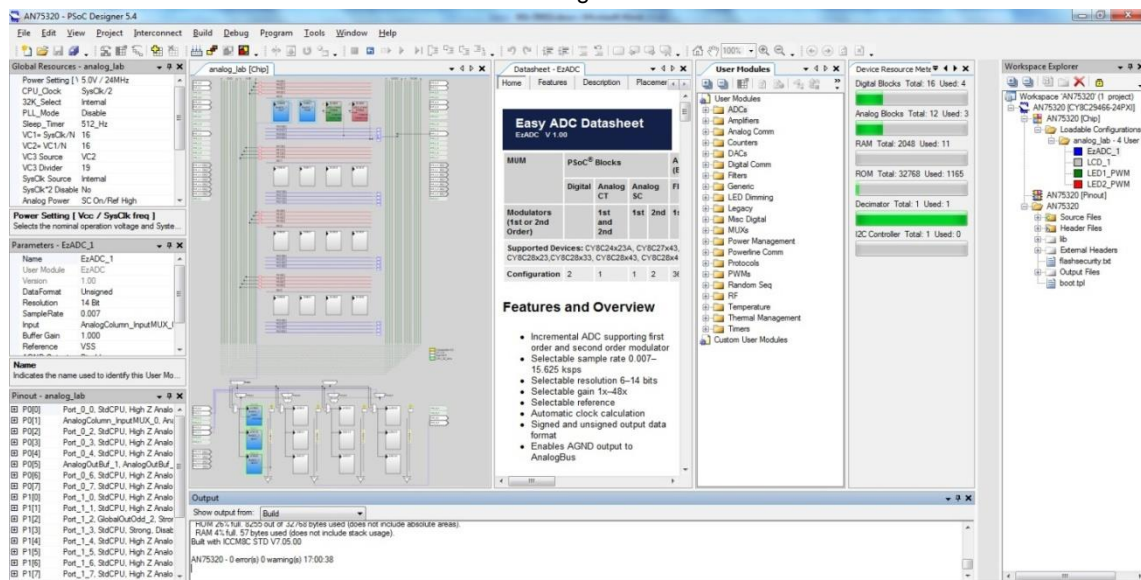 AN75320 - PSoC Designer 5.4
File Edit View Project Interconnect Build Debug Program Tools Window Help
100%
Global Resources - analog_lab
Power Setting [ 5.0V / 24MHz
CPU_Clock SysClk/2
32K_Select Internal
PLL_Mode Disable
Sleep_Timer 512_Hz
VC1= SysClk/N 16
VC2= VC1/N 16
VC3 Source VC2
VC3 Divider 19
SysClk Source Internal
SysClk*2 Disable No
Analog Power SC On/Ref High
Power Setting [ Vcc / SysClk freq ]
Selects the nominal operation voltage and Syste...
Parameters - EzADC_1
Name EzADC_1
User Module EzADC
Version 1.00
DataFormat Unsigned
Resolution 14 Bit
SampleRate 0.007
Input AnalogColumn_InputMUX_
Buffer Gain 1.000
Reference VSS
Name
Indicates the name used to identify this User Mo...
Pinout - analog_lab
P0[0] Port_0_0, StdCPU, High Z Analo
P0[1] AnalogColumn_InputMUX_0, Ana
P0[2] Port_0_2, StdCPU, High Z Analo
P0[3] Port_0_3, StdCPU, High Z Analo
P0[4] Port_0_4, StdCPU, High Z Analo
P0[5] AnalogOutBuf_1, AnalogOutBuf_
P0[6] Port_0_6, StdCPU, High Z Analo
P0[7] Port_0_7, StdCPU, High Z Analo
P1[0] Port_1_0, StdCPU, High Z Analo
P1[1] Port_1_1, StdCPU, High Z Analo
P1[2] Port_1_2, GlobalOutOdd_2, Stron
P1[3] Port_1_3, StdCPU, Strong, Disab
P1[4] Port_1_4, StdCPU, High Z Analo
P1[5] Port_1_5, StdCPU, High Z Analo
P1[6] Port_1_6, StdCPU, High Z Analo
P1[7] Port_1_7, StdCPU, High Z Analo
analog_lab [Chip]
Datasheet - EzADC
Home Features Description Placemer
Easy ADC Datasheet
EzADC V 1.00
MUM PSoC® Blocks
Digital Analog CT Analog SC
Modulators (1st or 2nd Order) 1st and 2nd 1st 2nd
Supported Devices: CY8C24x23A, CY8C27x43,
CY8C28x23,CY8C28x33, CY8C28x43, CY8C28x4
Configuration 2 1 1 2
Features and Overview
• Incremental ADC supporting first
order and second order modulator
• Selectable sample rate 0.007–
15.625 ksps
• Selectable resolution 6–14 bits
• Selectable gain 1x–48x
• Selectable reference
• Automatic clock calculation
• Signed and unsigned output data
format
• Enables AGND output to
AnalogBus
User Modules
User Modules
ADCs
Amplifiers
Analog Comm
Counters
DACs
Digital Comm
Filters
Generic
LED Dimming
Legacy
Misc Digital
MUXs
Power Management
Powerline Comm
Protocols
PWMs
Random Seq
RF
Temperature
Thermal Management
Timers
Custom User Modules
Device Resource Mete
Digital Blocks Total: 16 Used: 4
Analog Blocks Total: 12 Used: 3
RAM Total: 2048 Used: 11
ROM Total: 32768 Used: 1165
Decimator Total: 1 Used: 1
I2C Controller Total: 1 Used: 0
Workspace Explorer
Workspace 'AN75320' (1 project)
AN75320 [CY8C29466-24PXI]
AN75320 [Chip]
Loadable Configurations
analog_lab - 4 User
EzADC_1
LCD_1
LED1_PWM
LED2_PWM
AN75320 [Pinout]
AN75320
Source Files
Header Files
lib
External Headers
flashsecurity.txt
Output Files
boot.tpl
Output
Show output from: Build
ROM 26% full. 8255 out of 32768 bytes used (does not include absolute areas).
RAM 4% full. 57 bytes used (does not include stack usage).
Built with ICCM8C STD V7.05.00
AN75320 - 0 error(s) 0 warning(s) 17:00:38